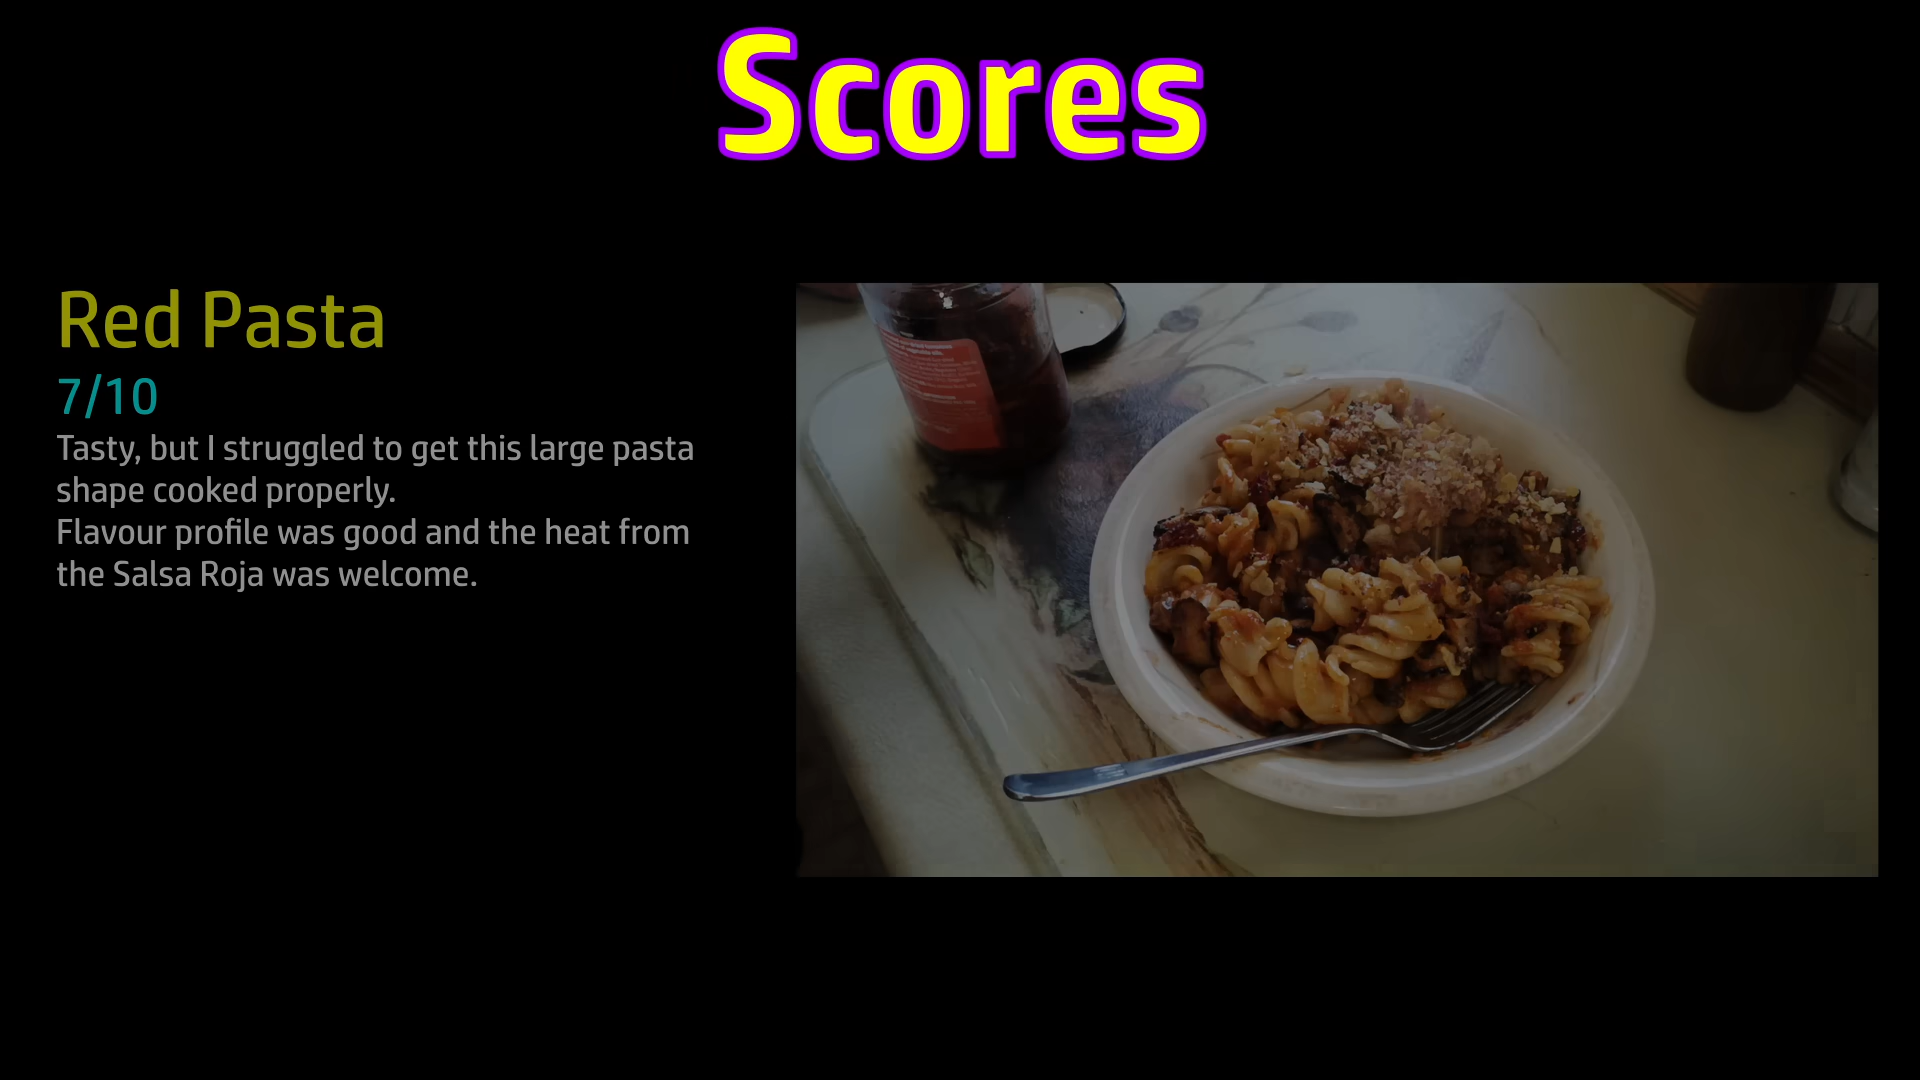 Scores
Red Pasta
7/10
Tasty, but I struggled to get this large pasta
shape cooked properly.
Flavour profile was good and the heat from
the Salsa Roja was welcome.